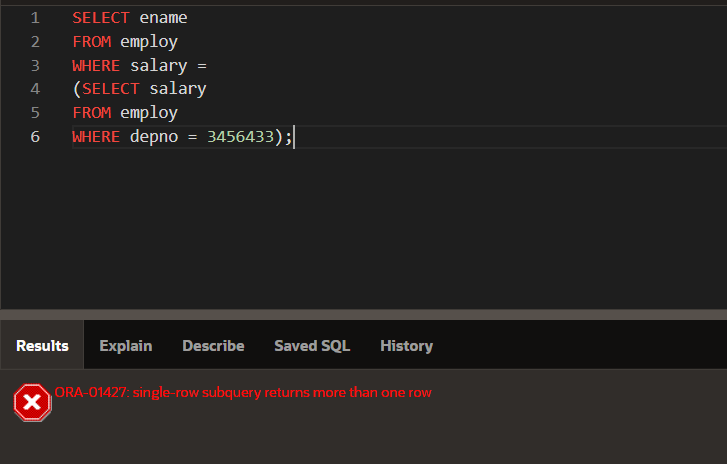 1 SELECT ename
2 FROM employ
3 WHERE salary =
4 (SELECT salary
5 FROM employ
6 WHERE depno = 3456433);
Results Explain Describe Saved SQL History
ORA-01427: single-row subquery returns more than one row